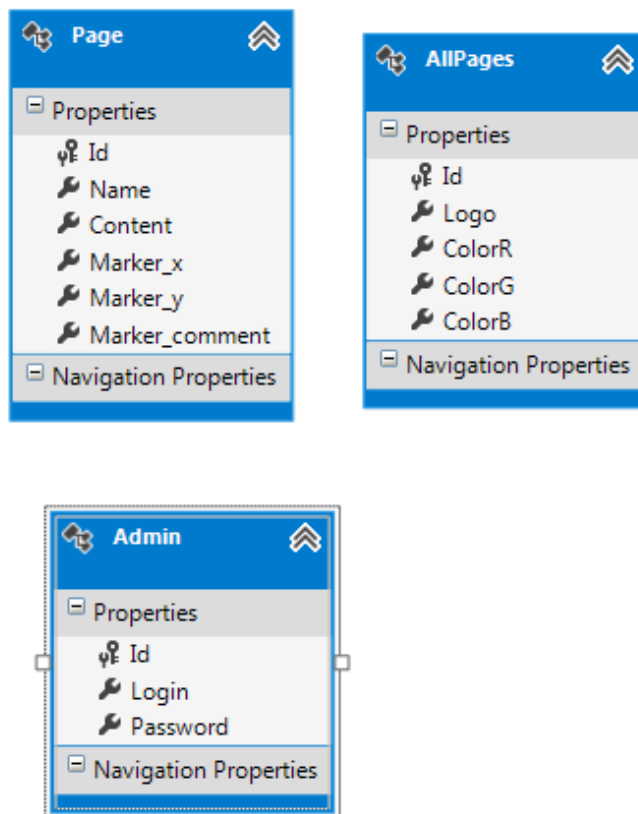 Page
Properties
Id
Name
Content
Marker_x
Marker_y
Marker_comment
Navigation Properties
AllPages
Properties
Id
Logo
ColorR
ColorG
ColorB
Navigation Properties
Admin
Properties
Id
Login
Password
Navigation Properties